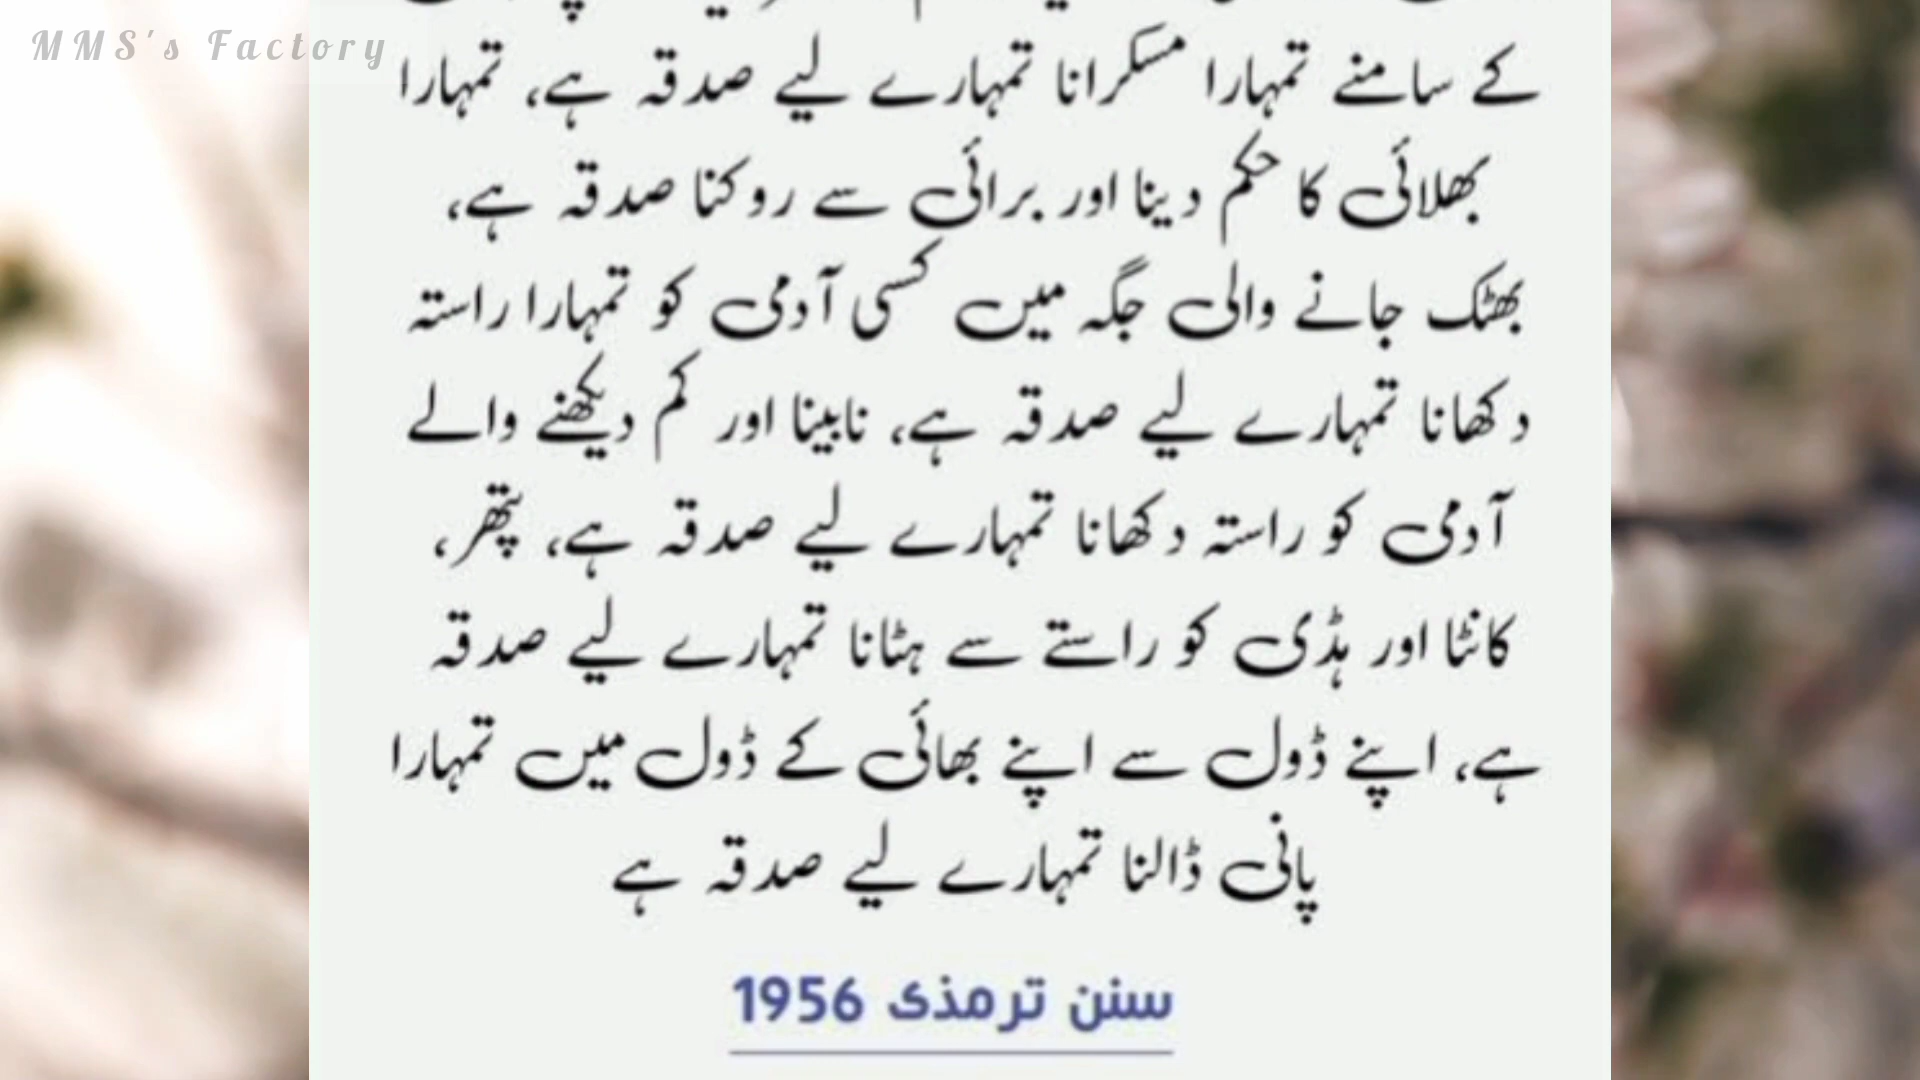 MMS's Factory
کے سامنے تمہارا مسکرانا تمہارے لیے صدقہ ہے، تمہارا
بھلائی کا حکم دینا اور برائی سے روکنا صدقہ ہے،
بھٹک جانے والی جگہ میں کسی آدمی کو تمہارا راستہ
دکھانا تمہارے لیے صدقہ ہے، نابینا اور کم دیکھنے والے
آدمی کو راستہ دکھانا تمہارے لیے صدقہ ہے، پتھر،
کانٹا اور ہڈی کو راستے سے ہٹانا تمہارے لیے صدقہ
ہے، اپنے ڈول سے اپنے بھائی کے ڈول میں تمہارا
پانی ڈالنا تمہارے لیے صدقہ ہے
سنن ترمذی 1956